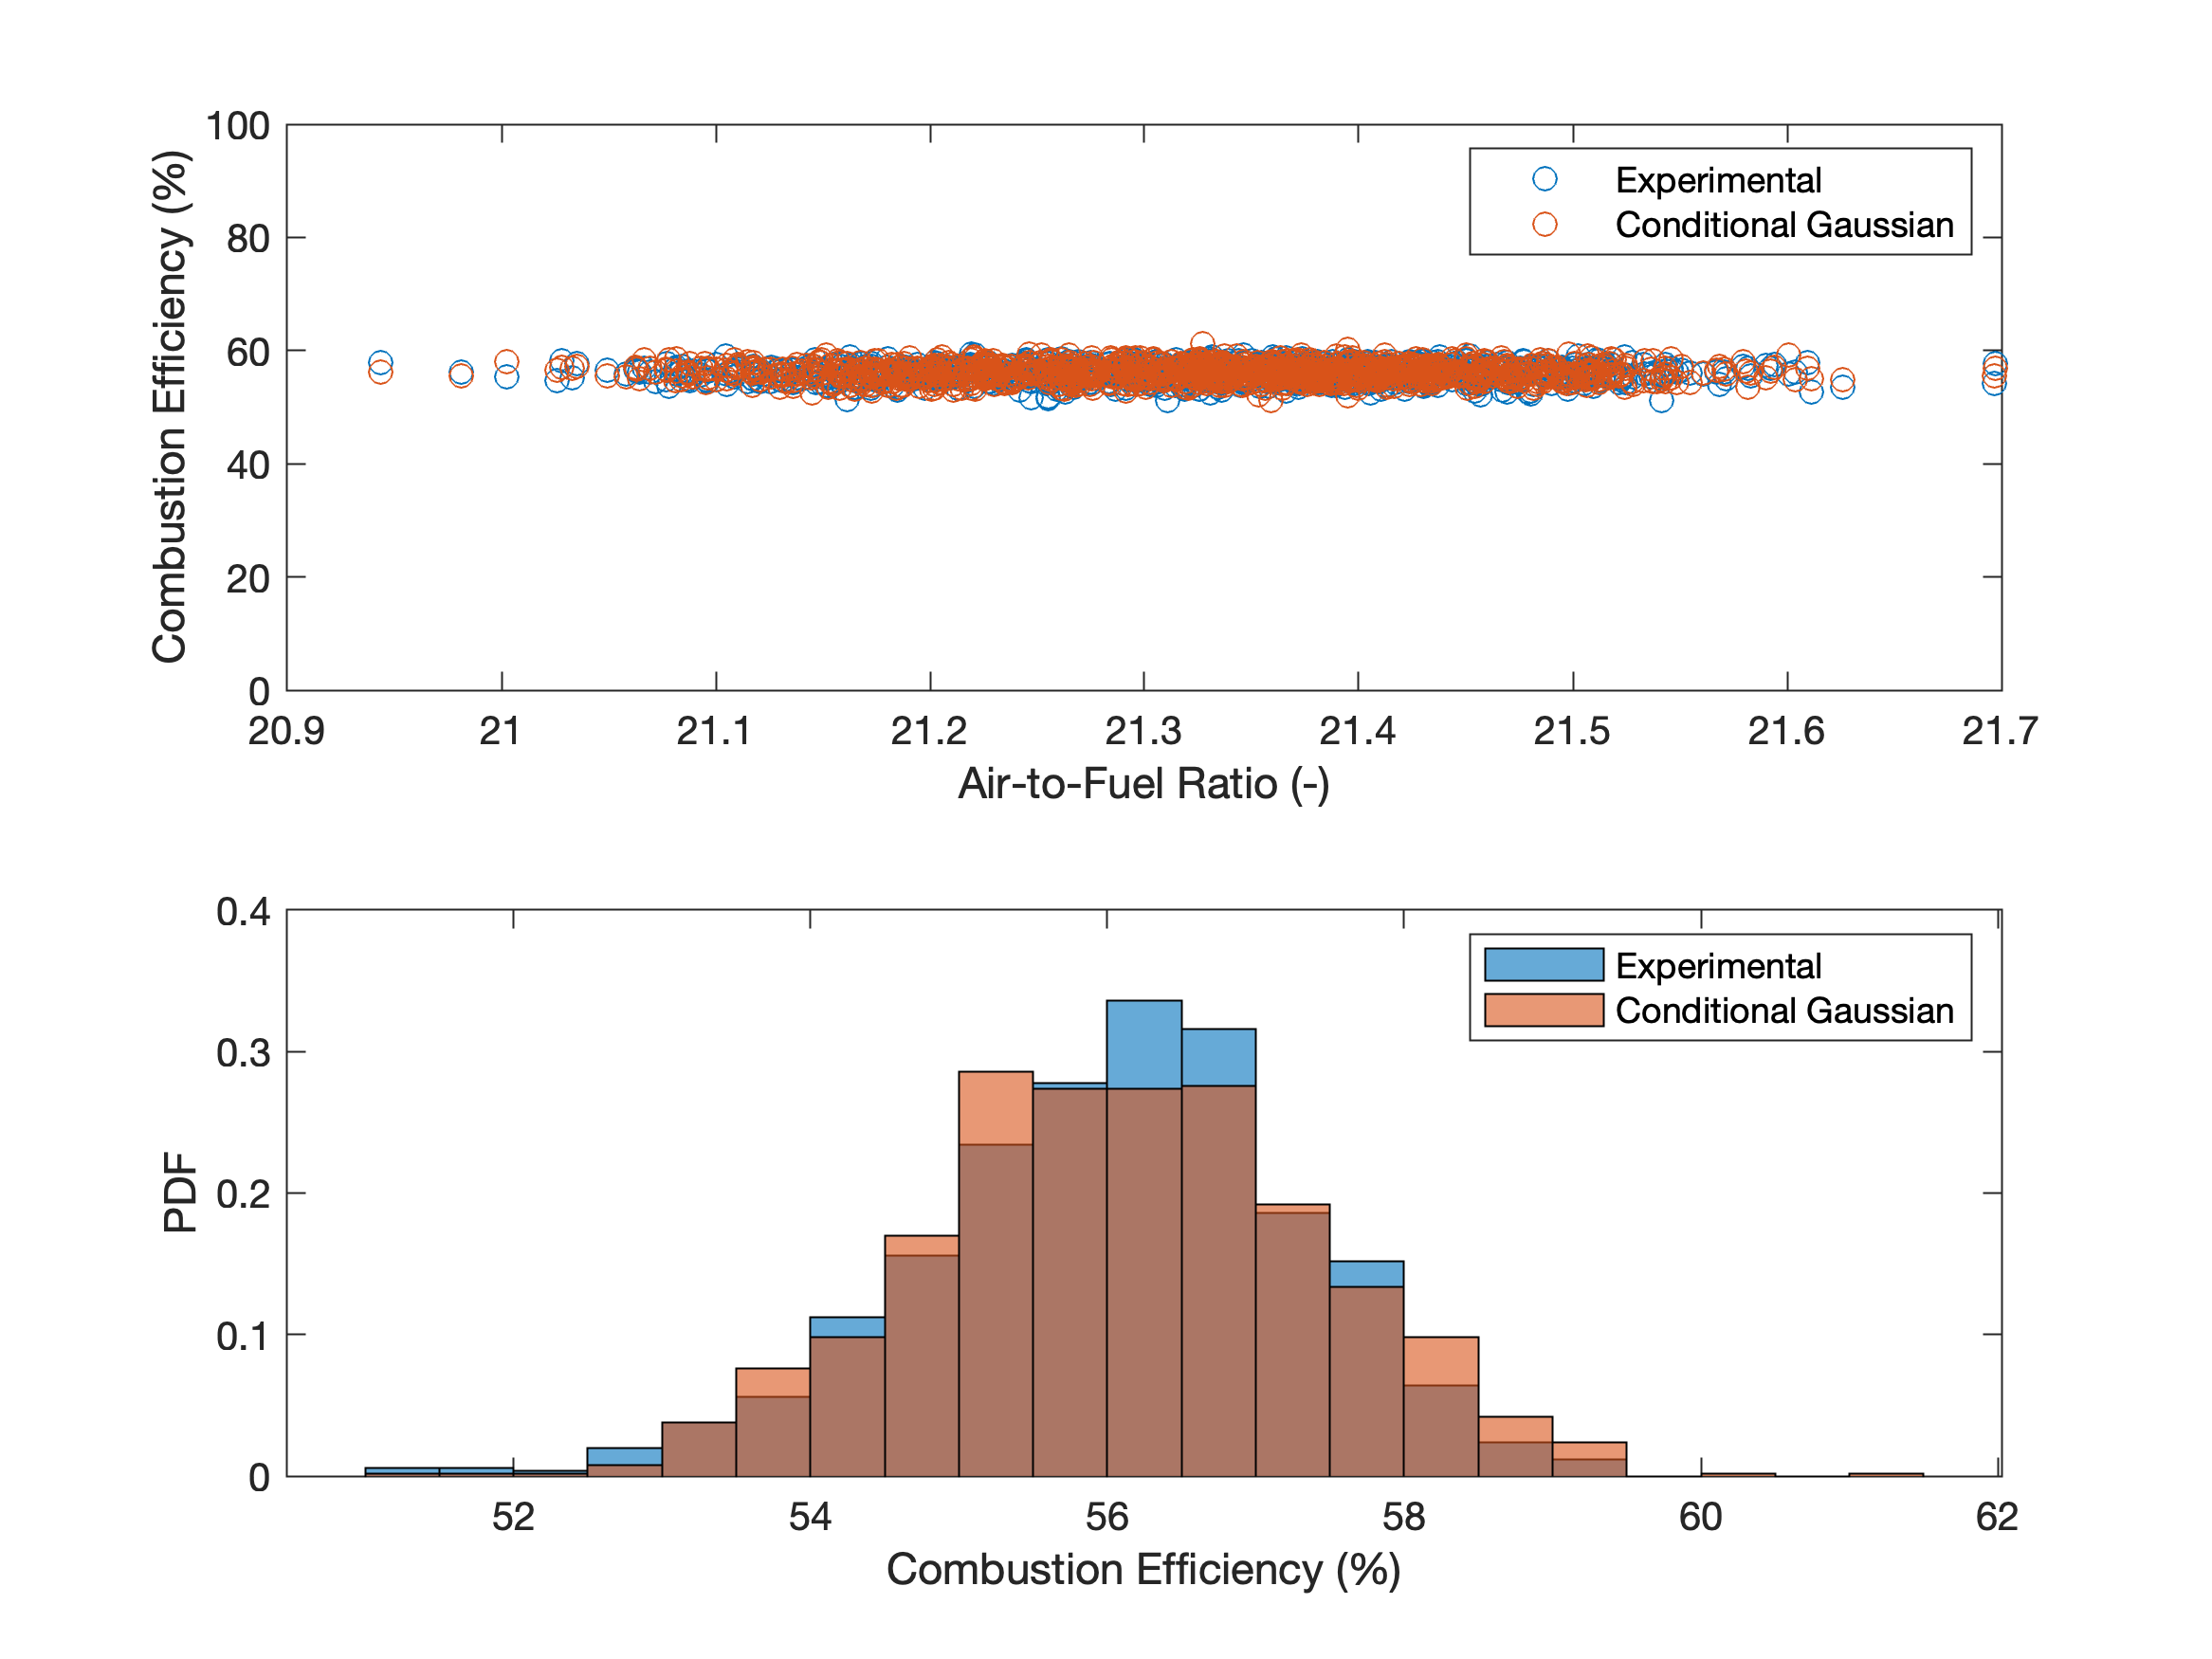 Combustion Efficiency (%)
100
80
60
40
20
0
Experimental
Conditional Gaussian
20.9 21 21.1 21.2 21.3 21.4 21.5 21.6 21.7
Air-to-Fuel Ratio (-)
PDF
0.4
0.3
0.2
0.1
0
Experimental
Conditional Gaussian
52 54 56 58 60 62
Combustion Efficiency (%)